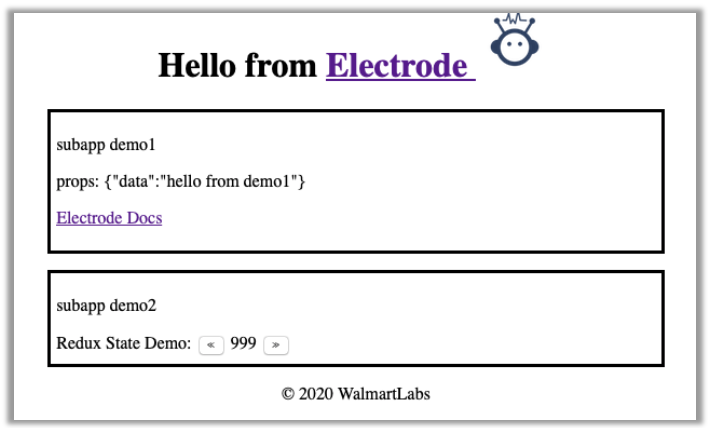 Hello from Electrode
subapp demo1
props: {"data":"hello from demo1"}
Electrode Docs
subapp demo2
Redux State Demo: « 999 »
© 2020 WalmartLabs